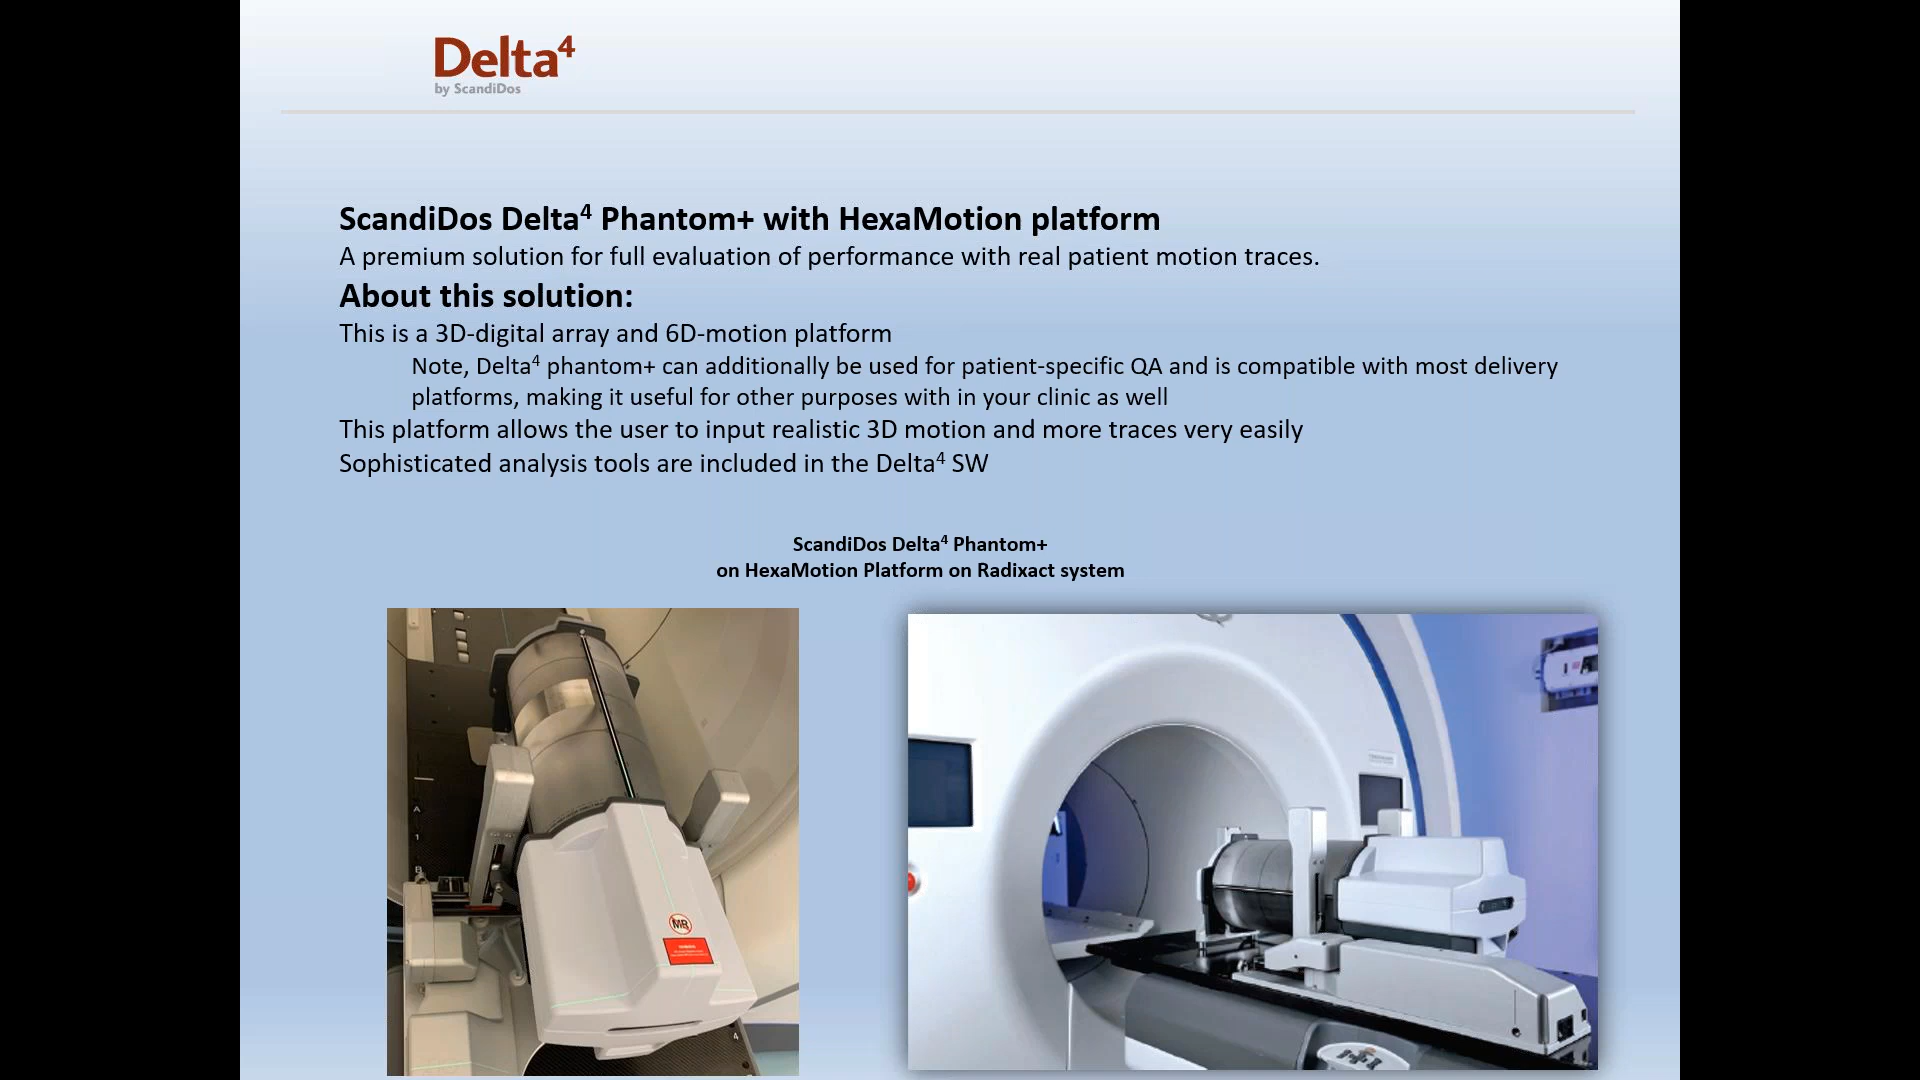 Delta⁴
by ScandiDos
ScandiDos Delta⁴ Phantom+ with HexaMotion platform
A premium solution for full evaluation of performance with real patient motion traces.
About this solution:
This is a 3D-digital array and 6D-motion platform
Note, Delta⁴ phantom+ can additionally be used for patient-specific QA and is compatible with most delivery
platforms, making it useful for other purposes with in your clinic as well
This platform allows the user to input realistic 3D motion and more traces very easily
Sophisticated analysis tools are included in the Delta⁴ SW
ScandiDos Delta⁴ Phantom+
on HexaMotion Platform on Radixact system
A
1
B
MR
4